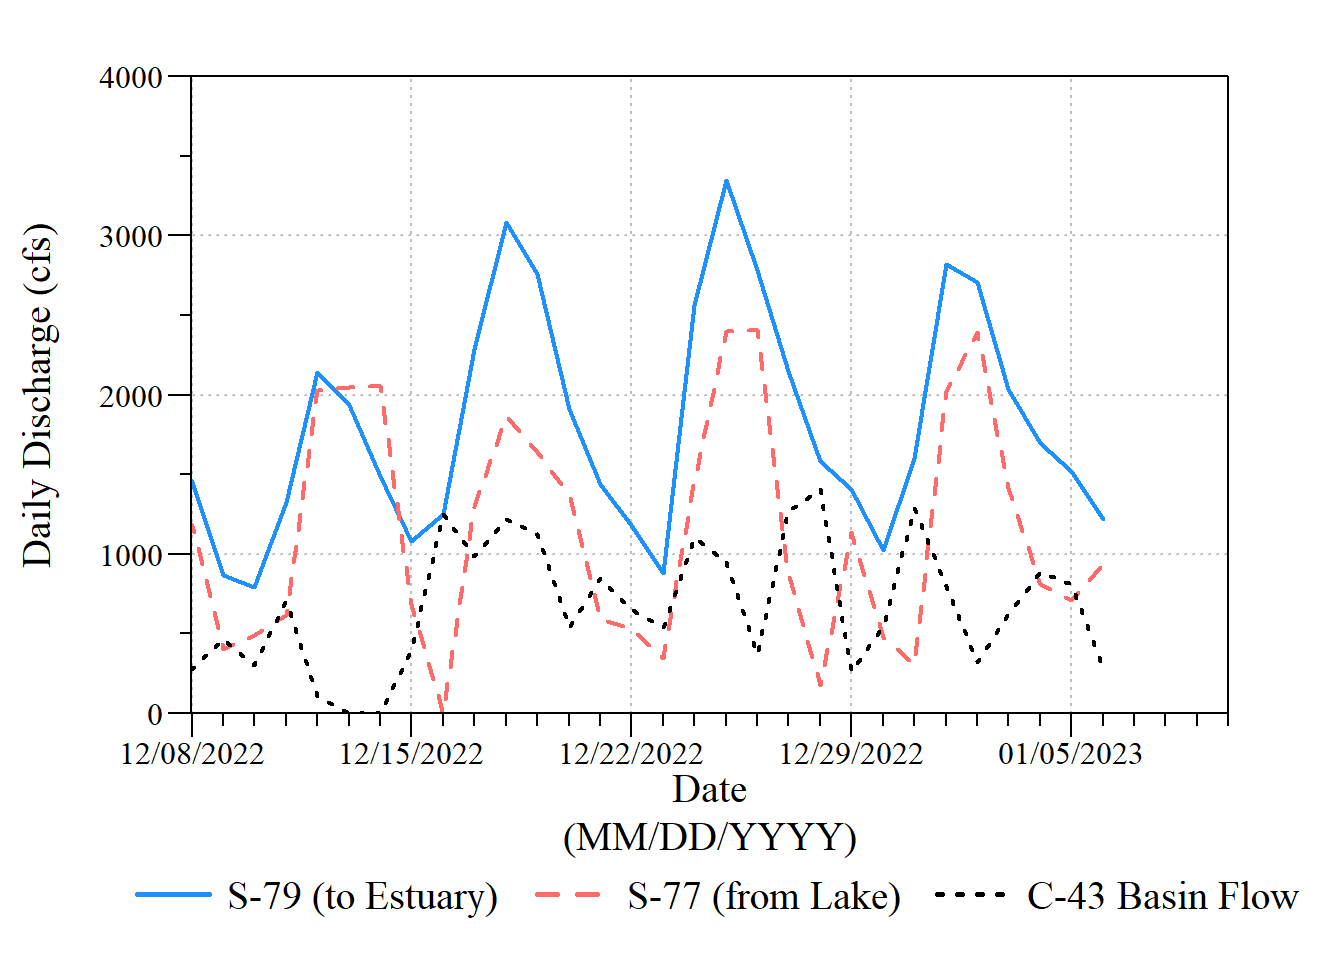 4000
3000
2000
1000
0
Daily Discharge (cfs)
12/08/2022 12/15/2022 12/22/2022 12/29/2022 01/05/2023
Date
(MM/DD/YYYY)
S-79 (to Estuary) S-77 (from Lake) C-43 Basin Flow